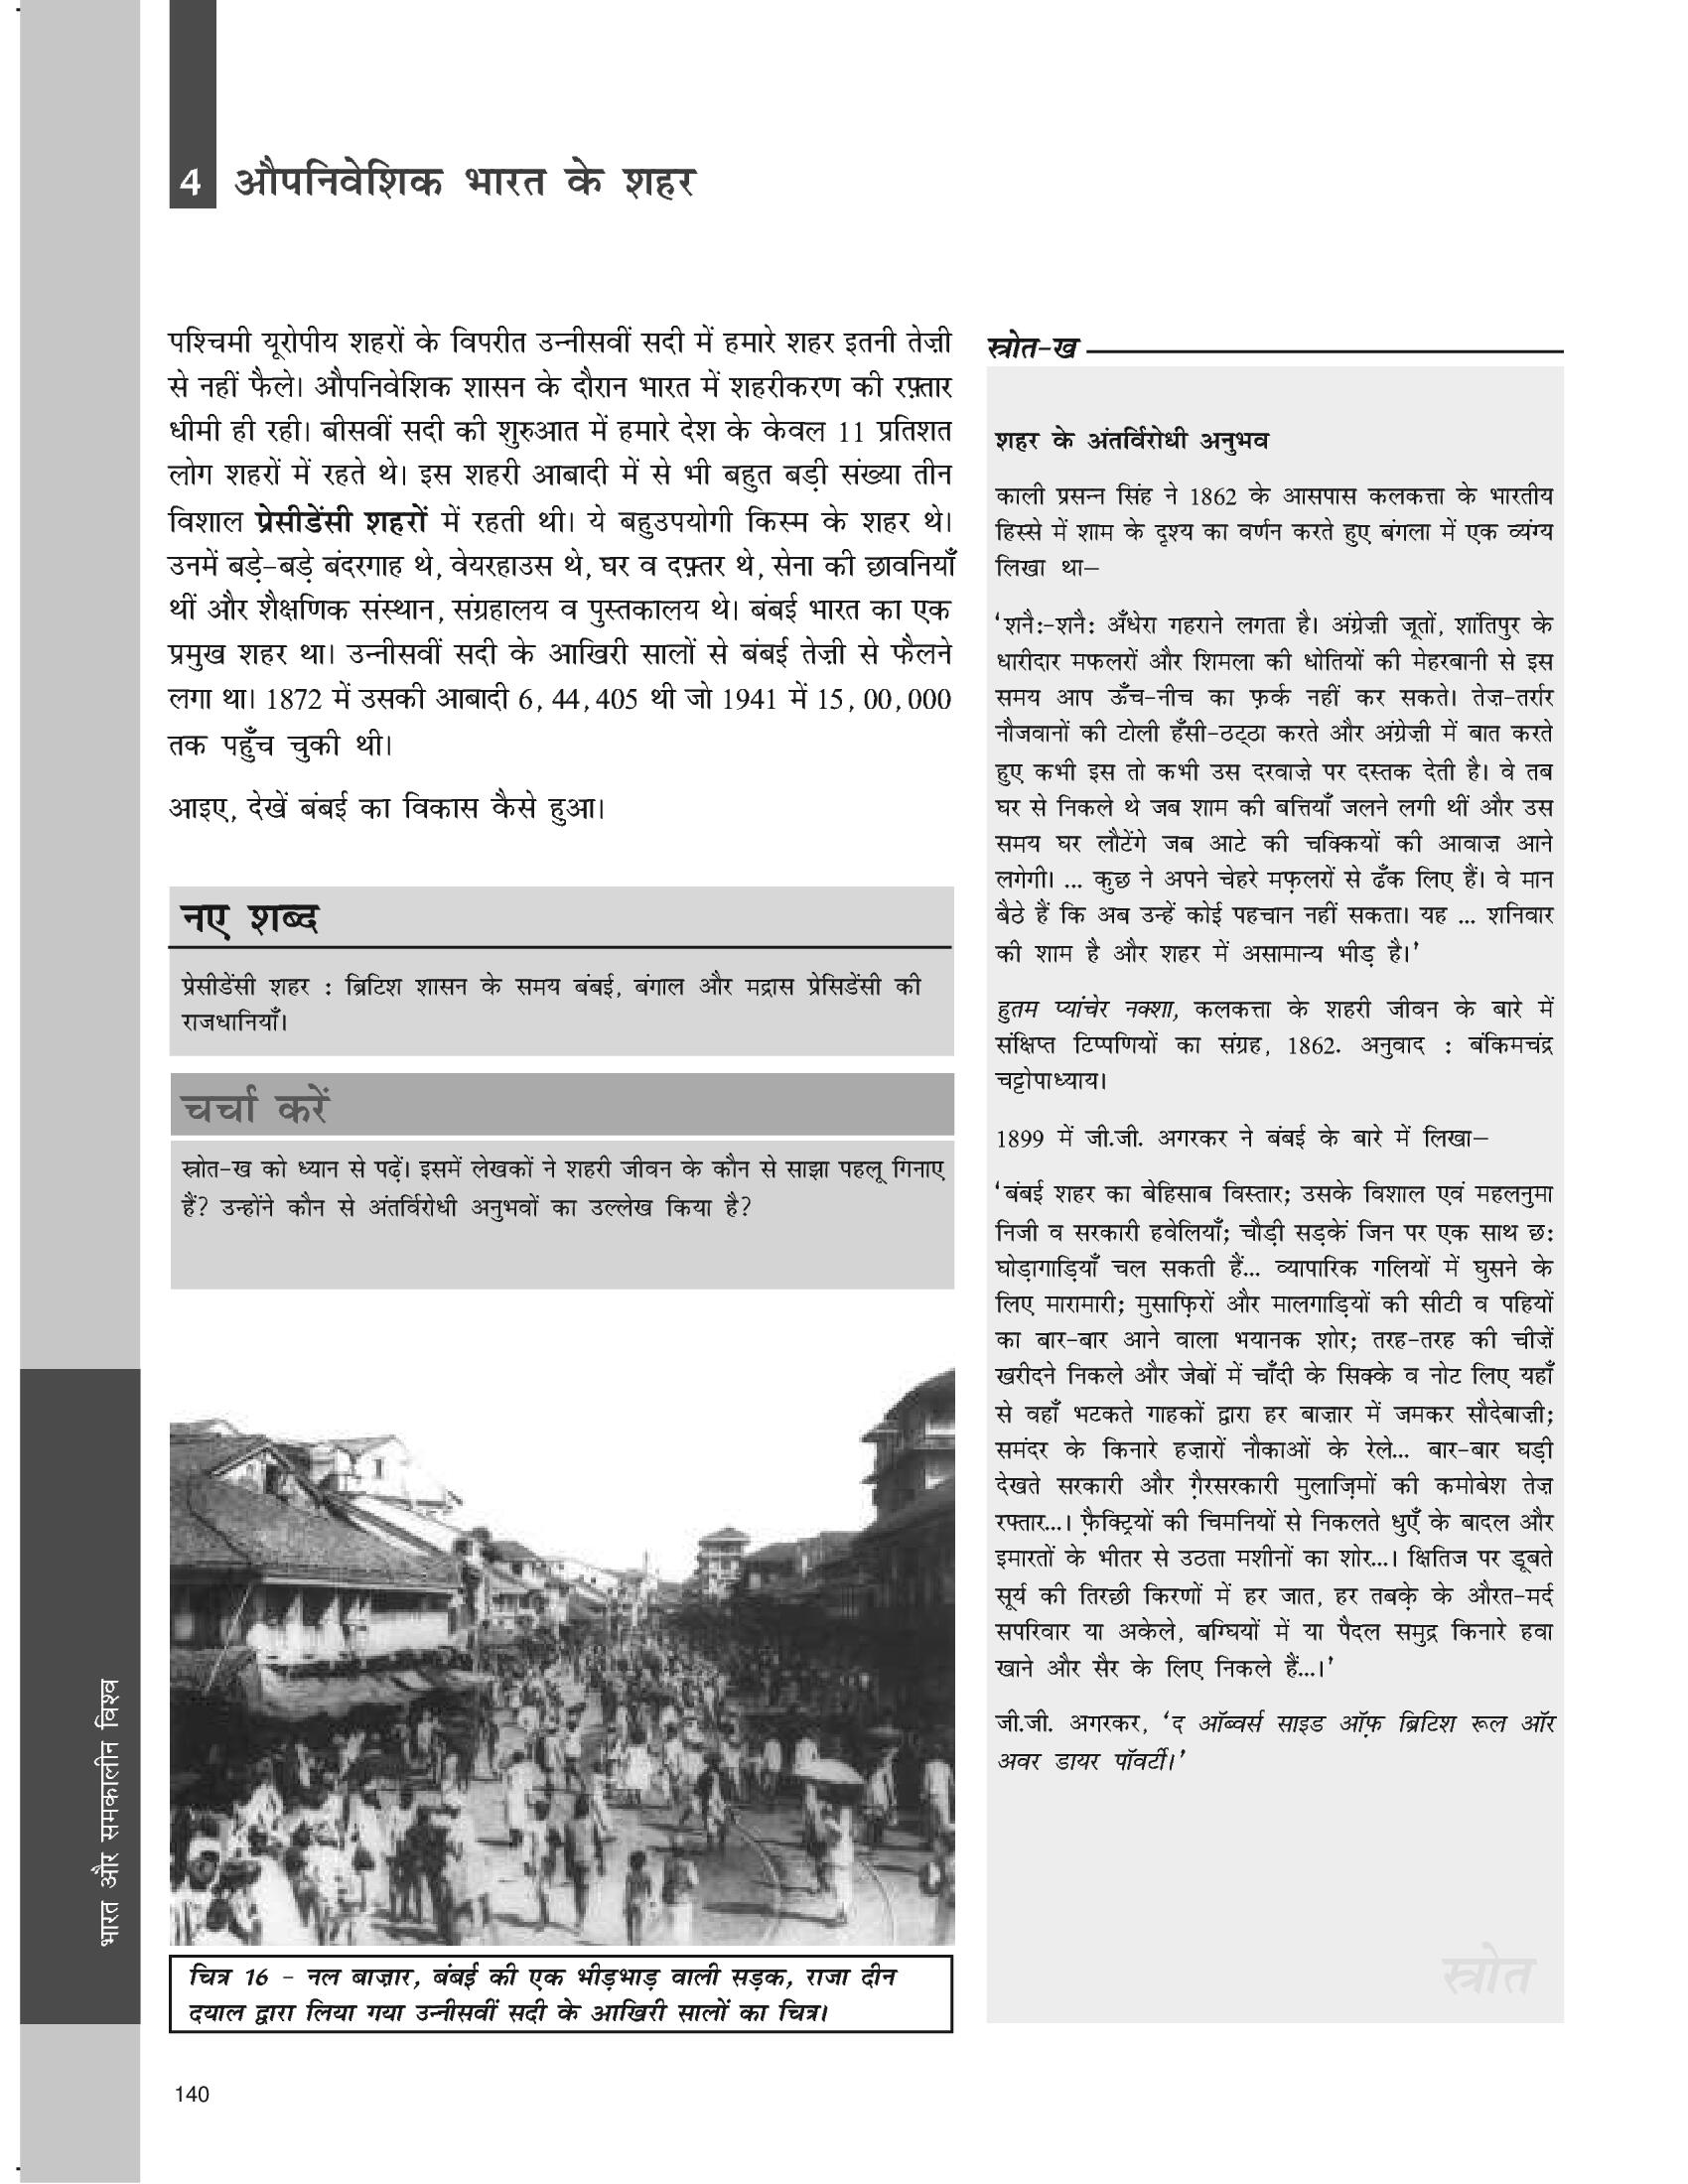 4 औपनिवेशिक भारत के शहर
पश्चिमी यूरोपीय शहरों के विपरीत उन्नीसवीं सदी में हमारे शहर इतनी तेज़ी
से नहीं फैले। औपनिवेशिक शासन के दौरान भारत में शहरीकरण की रफ़्तार
धीमी ही रही। बीसवीं सदी की शुरुआत में हमारे देश के केवल 11 प्रतिशत
लोग शहरों में रहते थे। इस शहरी आबादी में से भी बहुत बड़ी संख्या तीन
विशाल प्रेसीडेंसी शहरों में रहती थी। ये बहुउपयोगी किस्म के शहर थे।
उनमें बड़े-बड़े बंदरगाह थे, वेयरहाउस थे, घर व दफ़्तर थे, सेना की छावनियाँ
थीं और शैक्षणिक संस्थान, संग्रहालय व पुस्तकालय थे। बंबई भारत का एक
प्रमुख शहर था। उन्नीसवीं सदी के आखिरी सालों से बंबई तेज़ी से फैलने
लगा था। 1872 में उसकी आबादी 6, 44, 405 थी जो 1941 में 15, 00, 000
तक पहुँच चुकी थी।
आइए, देखें बंबई का विकास कैसे हुआ।
नए शब्द
प्रेसीडेंसी शहर : ब्रिटिश शासन के समय बंबई, बंगाल और मद्रास प्रेसिडेंसी की
राजधानियाँ।
चर्चा करें
स्रोत-ख को ध्यान से पढ़ें। इसमें लेखकों ने शहरी जीवन के कौन से साझा पहलू गिनाए
हैं? उन्होंने कौन से अंतर्विरोधी अनुभवों का उल्लेख किया है?
चित्र 16 - नल बाज़ार, बंबई की एक भीड़भाड़ वाली सड़क, राजा दीन
दयाल द्वारा लिया गया उन्नीसवीं सदी के आखिरी सालों का चित्र।
स्रोत-ख
शहर के अंतर्विरोधी अनुभव
काली प्रसन्न सिंह ने 1862 के आसपास कलकत्ता के भारतीय
हिस्से में शाम के दृश्य का वर्णन करते हुए बंगला में एक व्यंग्य
लिखा था–
‘शनै:-शनै: अँधेरा गहराने लगता है। अंग्रेज़ी जूतों, शांतिपुर के
धारीदार मफलरों और शिमला की धोतियों की मेहरबानी से इस
समय आप ऊँच-नीच का फ़र्क नहीं कर सकते। तेज़-तर्रार
नौजवानों की टोली हँसी-ठट्ठा करते और अंग्रेज़ी में बात करते
हुए कभी इस तो कभी उस दरवाज़े पर दस्तक देती है। वे तब
घर से निकले थे जब शाम की बत्तियाँ जलने लगी थीं और उस
समय घर लौटेंगे जब आटे की चक्कियों की आवाज़ आने
लगेगी। ... कुछ ने अपने चेहरे मफ़लरों से ढँक लिए हैं। वे मान
बैठे हैं कि अब उन्हें कोई पहचान नहीं सकता। यह ... शनिवार
की शाम है और शहर में असामान्य भीड़ है।’
हुतम प्यांचेर नक्शा, कलकत्ता के शहरी जीवन के बारे में
संक्षिप्त टिप्पणियों का संग्रह, 1862. अनुवाद : बंकिमचंद्र
चट्टोपाध्याय।
1899 में जी.जी. अगरकर ने बंबई के बारे में लिखा–
‘बंबई शहर का बेहिसाब विस्तार; उसके विशाल एवं महलनुमा
निजी व सरकारी हवेलियाँ; चौड़ी सड़कें जिन पर एक साथ छ:
घोड़ागाड़ियाँ चल सकती हैं... व्यापारिक गलियों में घुसने के
लिए मारामारी; मुसाफ़िरों और मालगाड़ियों की सीटी व पहियों
का बार-बार आने वाला भयानक शोर; तरह-तरह की चीज़ें
खरीदने निकले और जेबों में चाँदी के सिक्के व नोट लिए यहाँ
से वहाँ भटकते गाहकों द्वारा हर बाज़ार में जमकर सौदेबाज़ी;
समंदर के किनारे हज़ारों नौकाओं के रेले... बार-बार घड़ी
देखते सरकारी और ग़ैरसरकारी मुलाज़िमों की कमोबेश तेज़
रफ्तार...। फ़ैक्ट्रियों की चिमनियों से निकलते धुएँ के बादल और
इमारतों के भीतर से उठता मशीनों का शोर...। क्षितिज पर डूबते
सूर्य की तिरछी किरणों में हर जात, हर तबक़े के औरत-मर्द
सपरिवार या अकेले, बग्घियों में या पैदल समुद्र किनारे हवा
खाने और सैर के लिए निकले हैं...।’
जी.जी. अगरकर, ‘द ऑब्वर्स साइड ऑफ़ ब्रिटिश रूल ऑर
अवर डायर पॉवर्टी।’
स्रोत
भारत और समकालीन विश्व
140